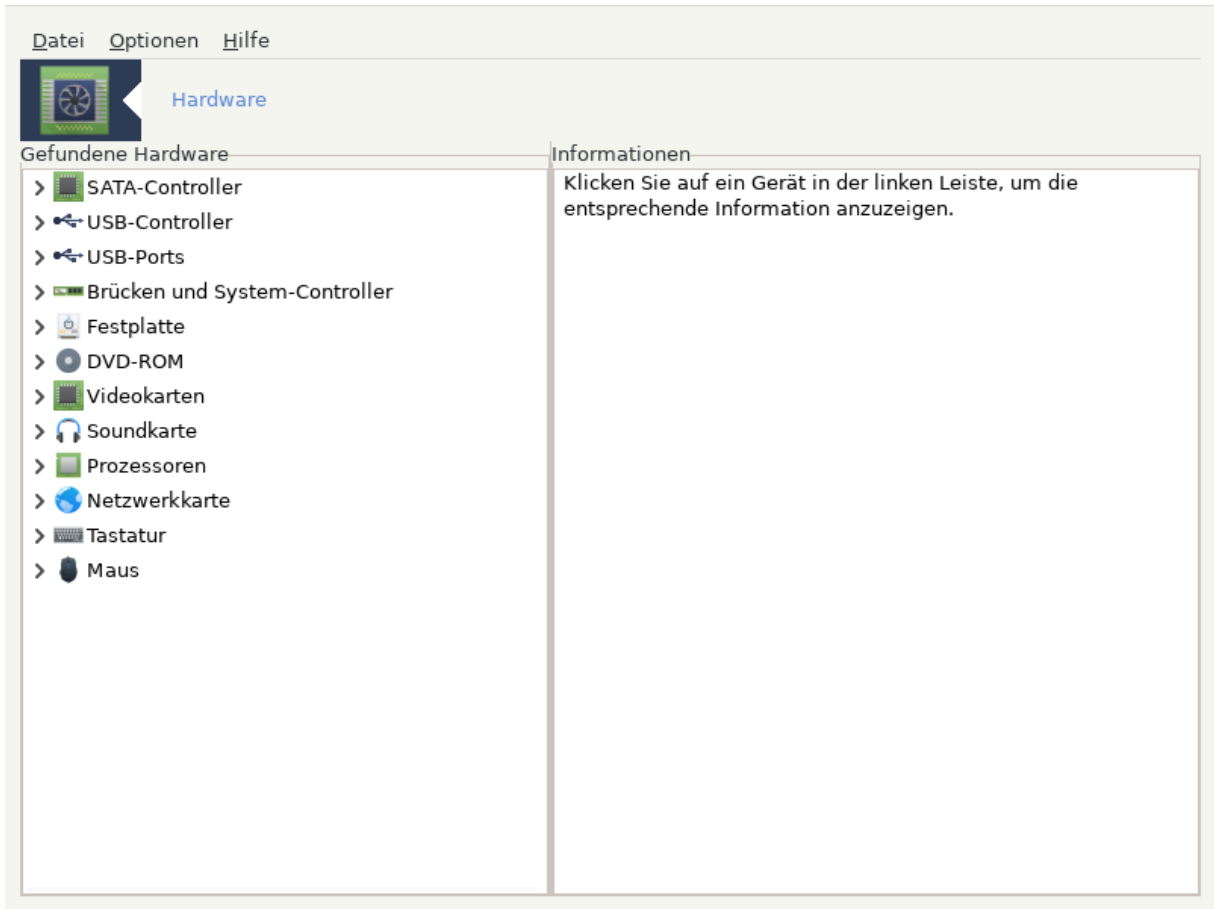 Datei Optionen Hilfe
Hardware
Gefundene Hardware
SATA-Controller
USB-Controller
USB-Ports
Brücken und System-Controller
Festplatte
DVD-ROM
Videokarten
Soundkarte
Prozessoren
Netzwerkkarte
Tastatur
Maus
Informationen
Klicken Sie auf ein Gerät in der linken Leiste, um die
entsprechende Information anzuzeigen.